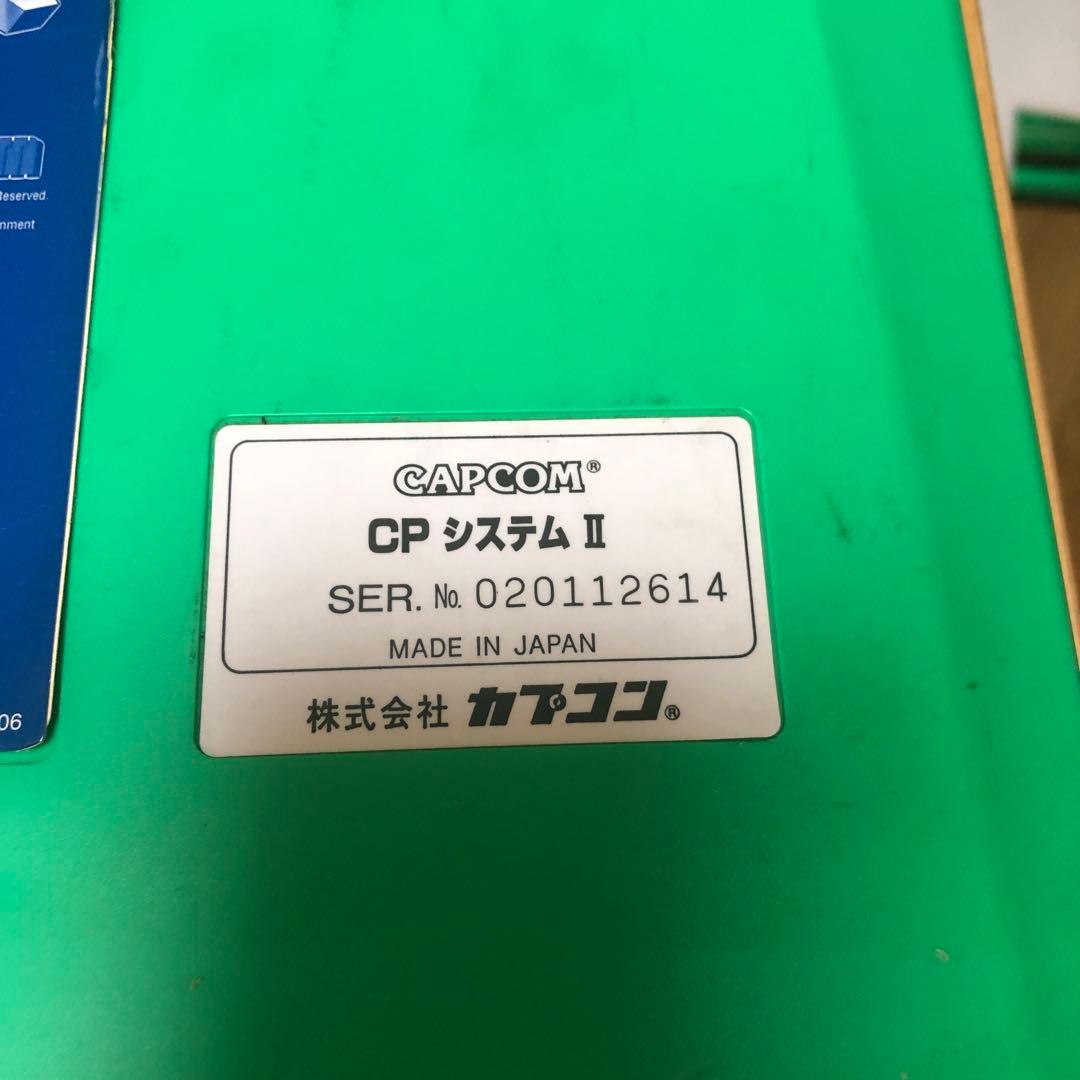 Reserved.
nment
06
CAPCOM®
CP システム II
SER. No. 020112614
MADE IN JAPAN
株式会社 カプコン®